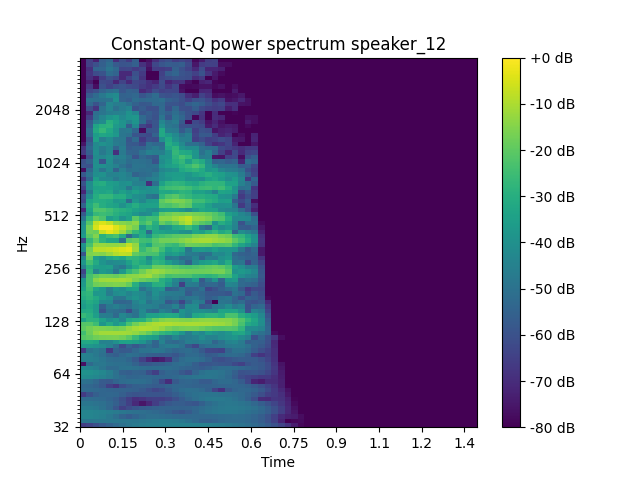 Constant-Q power spectrum speaker_12
Hz
2048
1024
512
256
128
64
32
0 0.15 0.3 0.45 0.6 0.75 0.9 1.1 1.2 1.4
Time
+0 dB
-10 dB
-20 dB
-30 dB
-40 dB
-50 dB
-60 dB
-70 dB
-80 dB